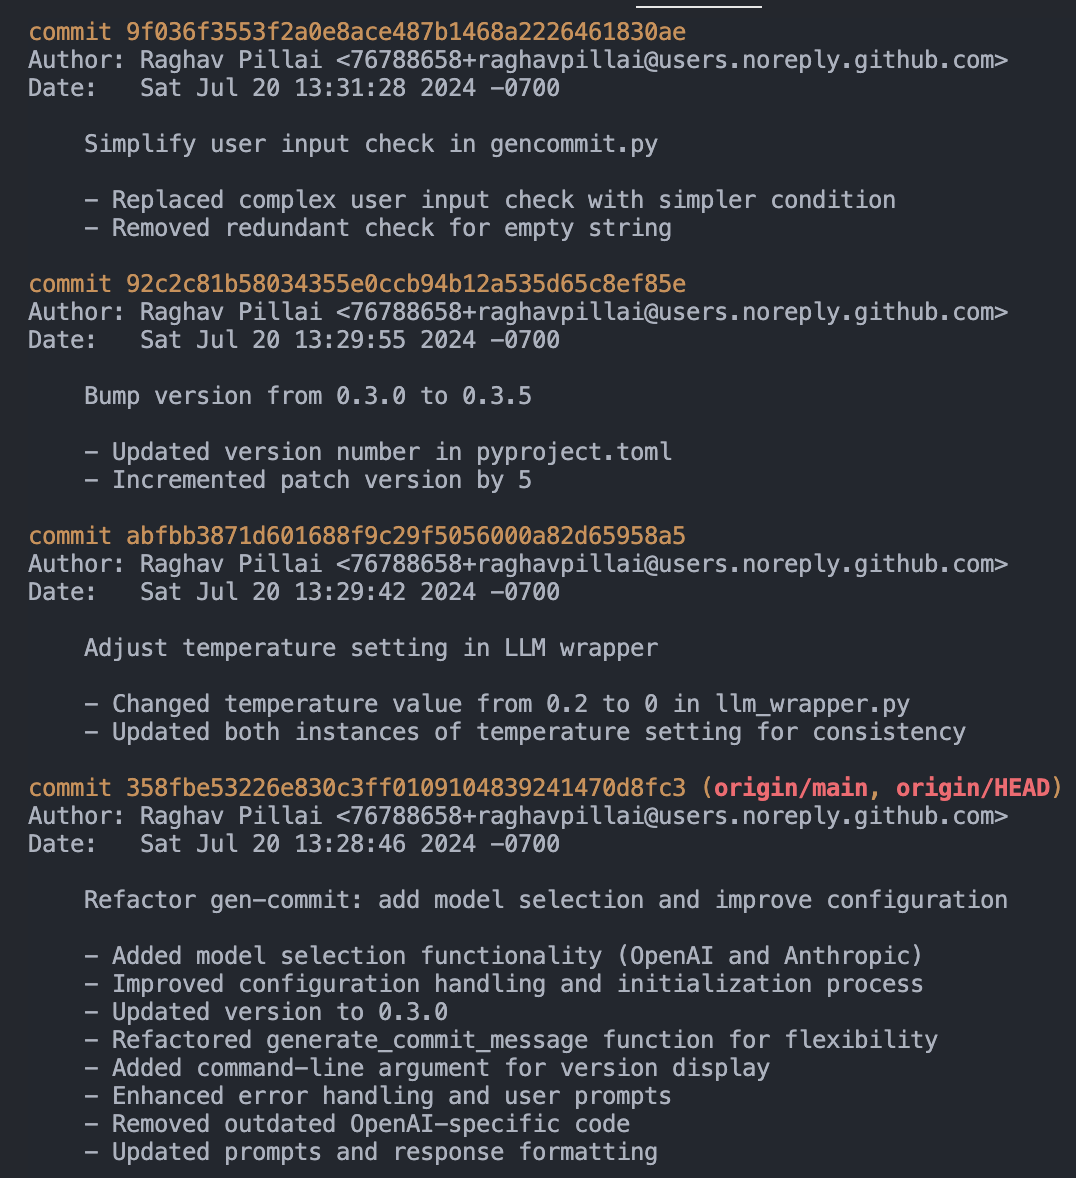 commit 9f036f3553f2a0e8ace487b1468a2226461830ae
Author: Raghav Pillai <76788658+raghavpillai@users.noreply.github.com>
Date:   Sat Jul 20 13:31:28 2024 -0700

    Simplify user input check in gencommit.py

    - Replaced complex user input check with simpler condition
    - Removed redundant check for empty string

commit 92c2c81b58034355e0ccb94b12a535d65c8ef85e
Author: Raghav Pillai <76788658+raghavpillai@users.noreply.github.com>
Date:   Sat Jul 20 13:29:55 2024 -0700

    Bump version from 0.3.0 to 0.3.5

    - Updated version number in pyproject.toml
    - Incremented patch version by 5

commit abfbb3871d601688f9c29f5056000a82d65958a5
Author: Raghav Pillai <76788658+raghavpillai@users.noreply.github.com>
Date:   Sat Jul 20 13:29:42 2024 -0700

    Adjust temperature setting in LLM wrapper

    - Changed temperature value from 0.2 to 0 in llm_wrapper.py
    - Updated both instances of temperature setting for consistency

commit 358fbe53226e830c3ff0109104839241470d8fc3 (origin/main, origin/HEAD)
Author: Raghav Pillai <76788658+raghavpillai@users.noreply.github.com>
Date:   Sat Jul 20 13:28:46 2024 -0700

    Refactor gen-commit: add model selection and improve configuration

    - Added model selection functionality (OpenAI and Anthropic)
    - Improved configuration handling and initialization process
    - Updated version to 0.3.0
    - Refactored generate_commit_message function for flexibility
    - Added command-line argument for version display
    - Enhanced error handling and user prompts
    - Removed outdated OpenAI-specific code
    - Updated prompts and response formatting